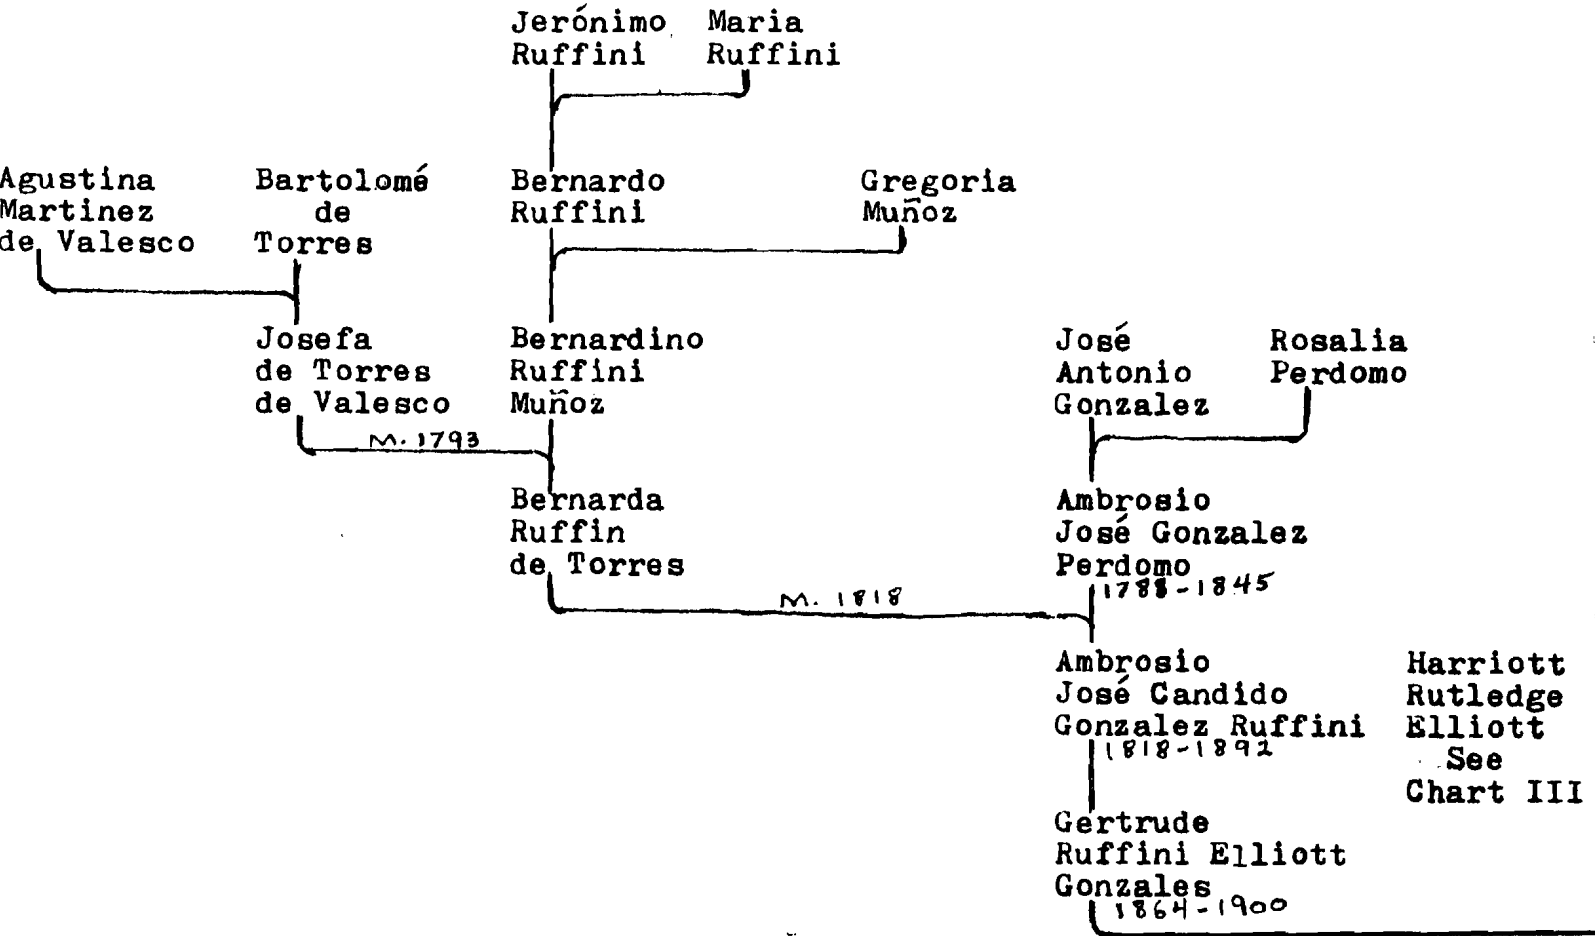 Jerónimo
Ruffini
Maria
Ruffini
Agustina
Martinez
de Valesco
Bartolomé
de
Torres
Bernardo
Ruffini
Gregoria
Muñoz
Josefa
de Torres
de Valesco
Bernardino
Ruffini
Muñoz
José
Antonio
Gonzalez
Rosalia
Perdomo
M. 1793
Bernarda
Ruffin
de Torres
Ambrosio
José Gonzalez
Perdomo
1788-1845
M. 1818
Ambrosio
José Candido
Gonzalez Ruffini
1818-1892
Harriott
Rutledge
Elliott
See
Chart III
Gertrude
Ruffini Elliott
Gonzales
1864-1900